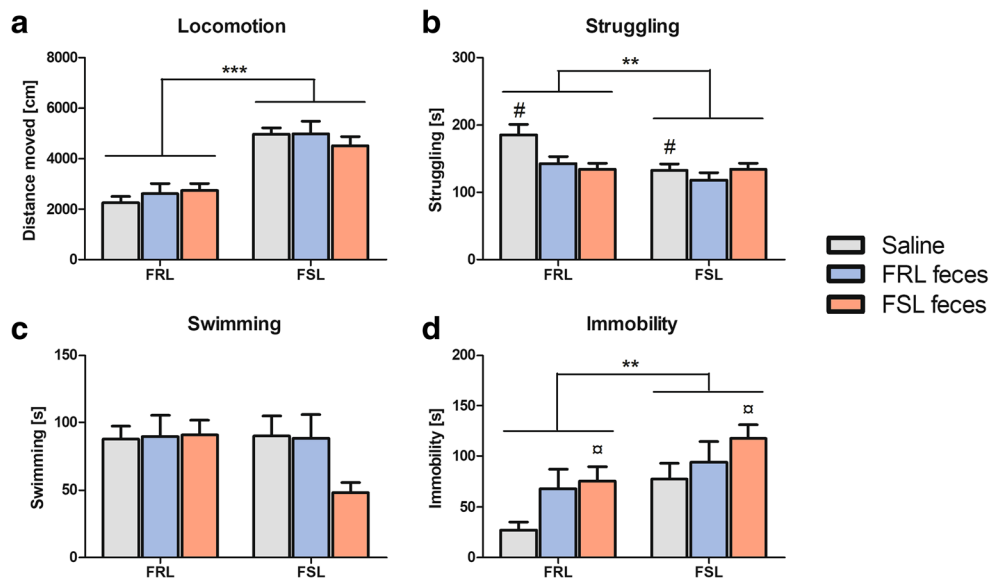 a Locomotion
Distance moved [cm]
8000
6000
4000
2000
0
***
FRL FSL
b Struggling
Struggling [s]
300
200
100
0
**
# #
FRL FSL
Saline
FRL feces
FSL feces
c Swimming
Swimming [s]
150
100
50
0
FRL FSL
d Immobility
Immobility [s]
200
150
100
50
0
**
¤ ¤
FRL FSL